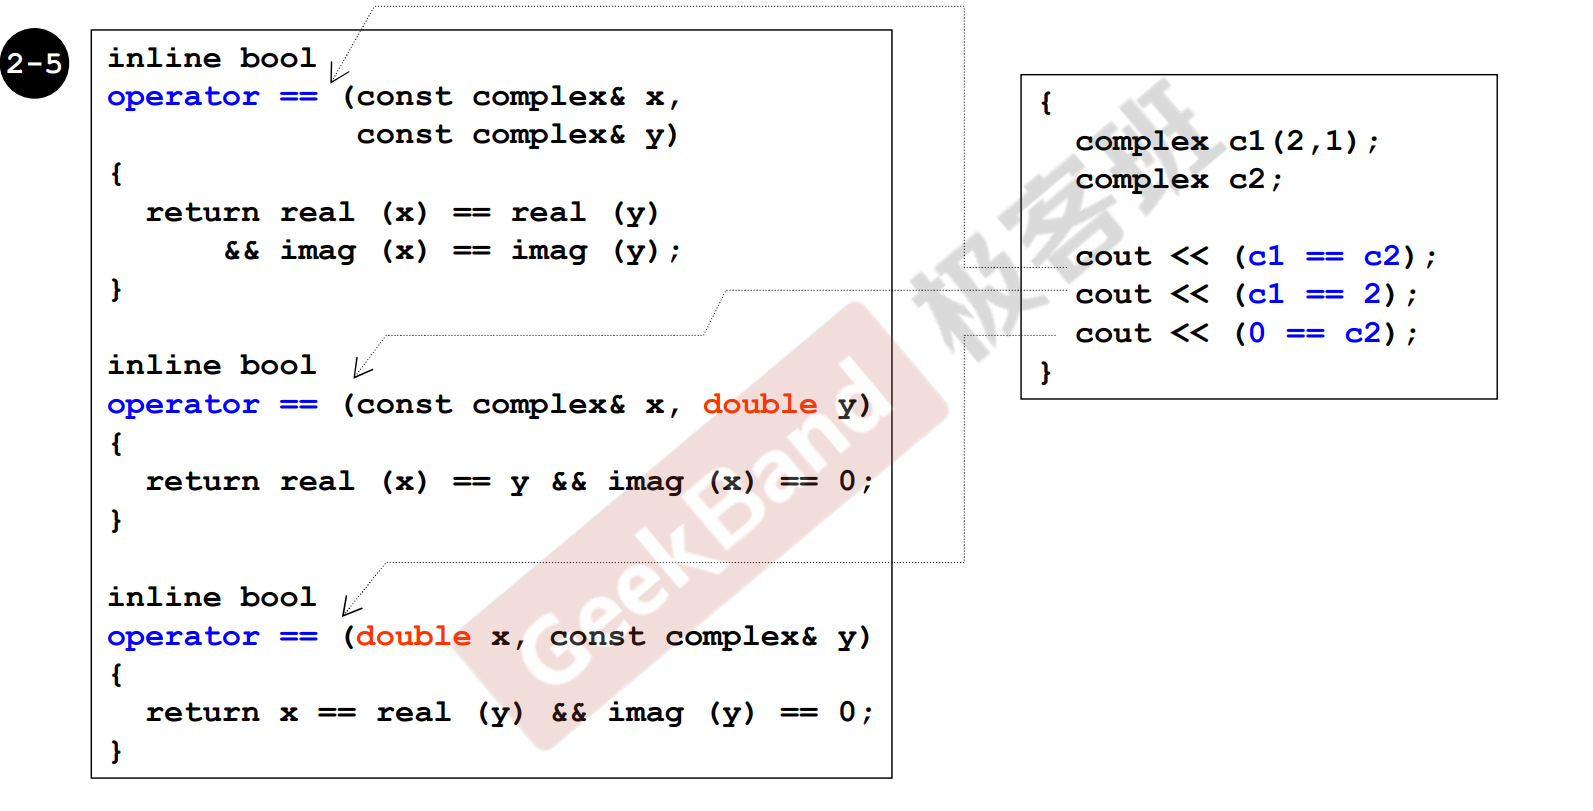 2-5
inline bool
operator == (const complex& x,
             const complex& y)
{
  return real (x) == real (y)
      && imag (x) == imag (y);
}
inline bool
operator == (const complex& x, double y)
{
  return real (x) == y && imag (x) == 0;
}
inline bool
operator == (double x, const complex& y)
{
  return x == real (y) && imag (y) == 0;
}
{
  complex c1(2,1);
  complex c2;
  cout << (c1 == c2);
  cout << (c1 == 2);
  cout << (0 == c2);
}
GeekBand
极客班